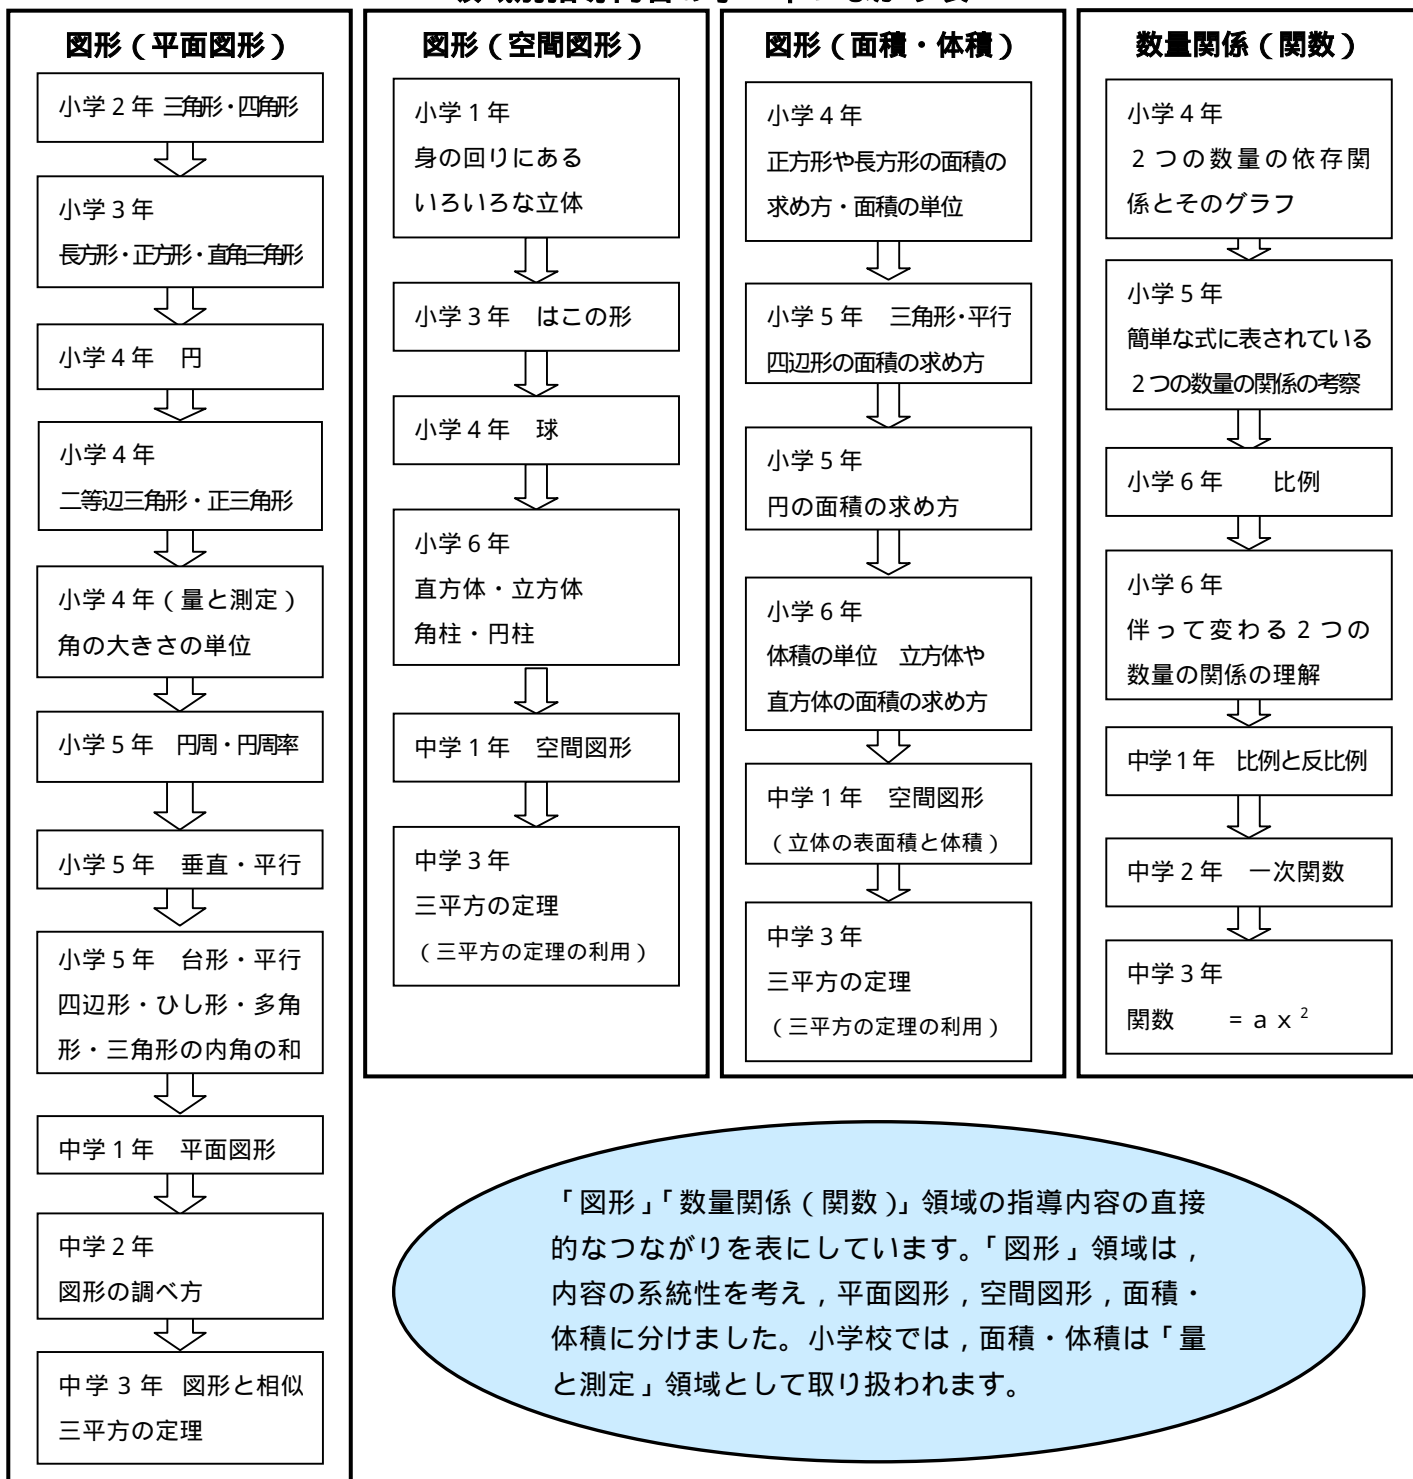 図形（平面図形）
小学２年 三角形・四角形
小学３年
長方形・正方形・直角三角形
小学４年　円
小学４年
二等辺三角形・正三角形
小学４年（量と測定）
角の大きさの単位
小学５年　円周・円周率
小学５年　垂直・平行
小学５年　台形・平行
四辺形・ひし形・多角
形・三角形の内角の和
中学１年　平面図形
中学２年
図形の調べ方
中学３年 図形と相似
三平方の定理
図形（空間図形）
小学１年
身の回りにある
いろいろな立体
小学３年　はこの形
小学４年　球
小学６年
直方体・立方体
角柱・円柱
中学１年　空間図形
中学３年
三平方の定理
（三平方の定理の利用）
図形（面積・体積）
小学４年
正方形や長方形の面積の
求め方・面積の単位
小学５年　三角形・平行
四辺形の面積の求め方
小学５年
円の面積の求め方
小学６年
体積の単位　立方体や
直方体の面積の求め方
中学１年　空間図形
（立体の表面積と体積）
中学３年
三平方の定理
（三平方の定理の利用）
数量関係（関数）
小学４年
２つの数量の依存関
係とそのグラフ
小学５年
簡単な式に表されている
２つの数量の関係の考察
小学６年　　比例
小学６年
伴って変わる２つの
数量の関係の理解
中学１年　比例と反比例
中学２年　一次関数
中学３年
関数　　＝ａｘ²
「図形」「数量関係（関数）」領域の指導内容の直接
的なつながりを表にしています。「図形」領域は，
内容の系統性を考え，平面図形，空間図形，面積・
体積に分けました。小学校では，面積・体積は「量
と測定」領域として取り扱われます。